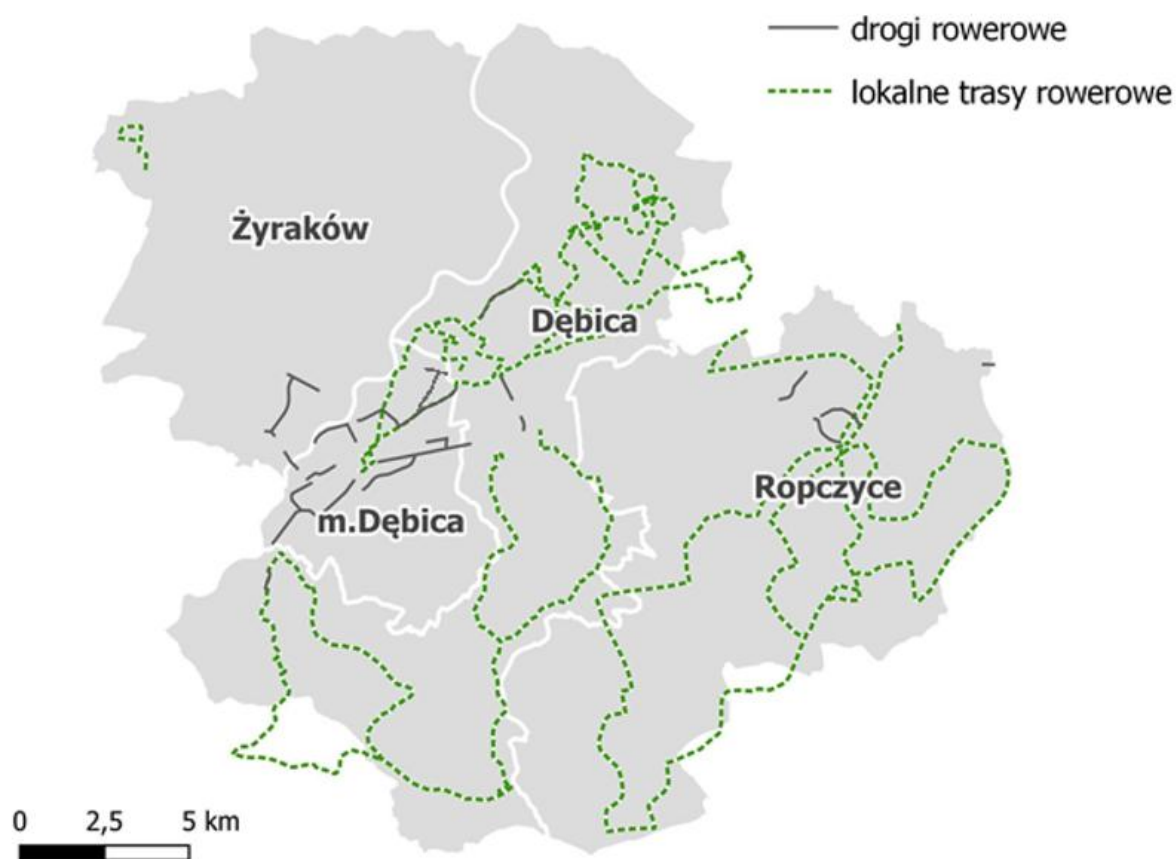 drogi rowerowe
lokalne trasy rowerowe
Żyraków
Dębica
Ropczyce
m.Dębica
0 2,5 5 km